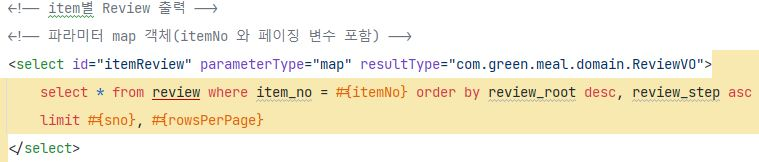 <!-- item별 Review 출력 -->
<!-- 파라미터 map 객체(itemNo 와 페이징 변수 포함) -->
<select id="itemReview" parameterType="map" resultType="com.green.meal.domain.ReviewVO">
select * from review where item_no = #{itemNo} order by review_root desc, review_step asc
limit #{sno}, #{rowsPerPage}
</select>